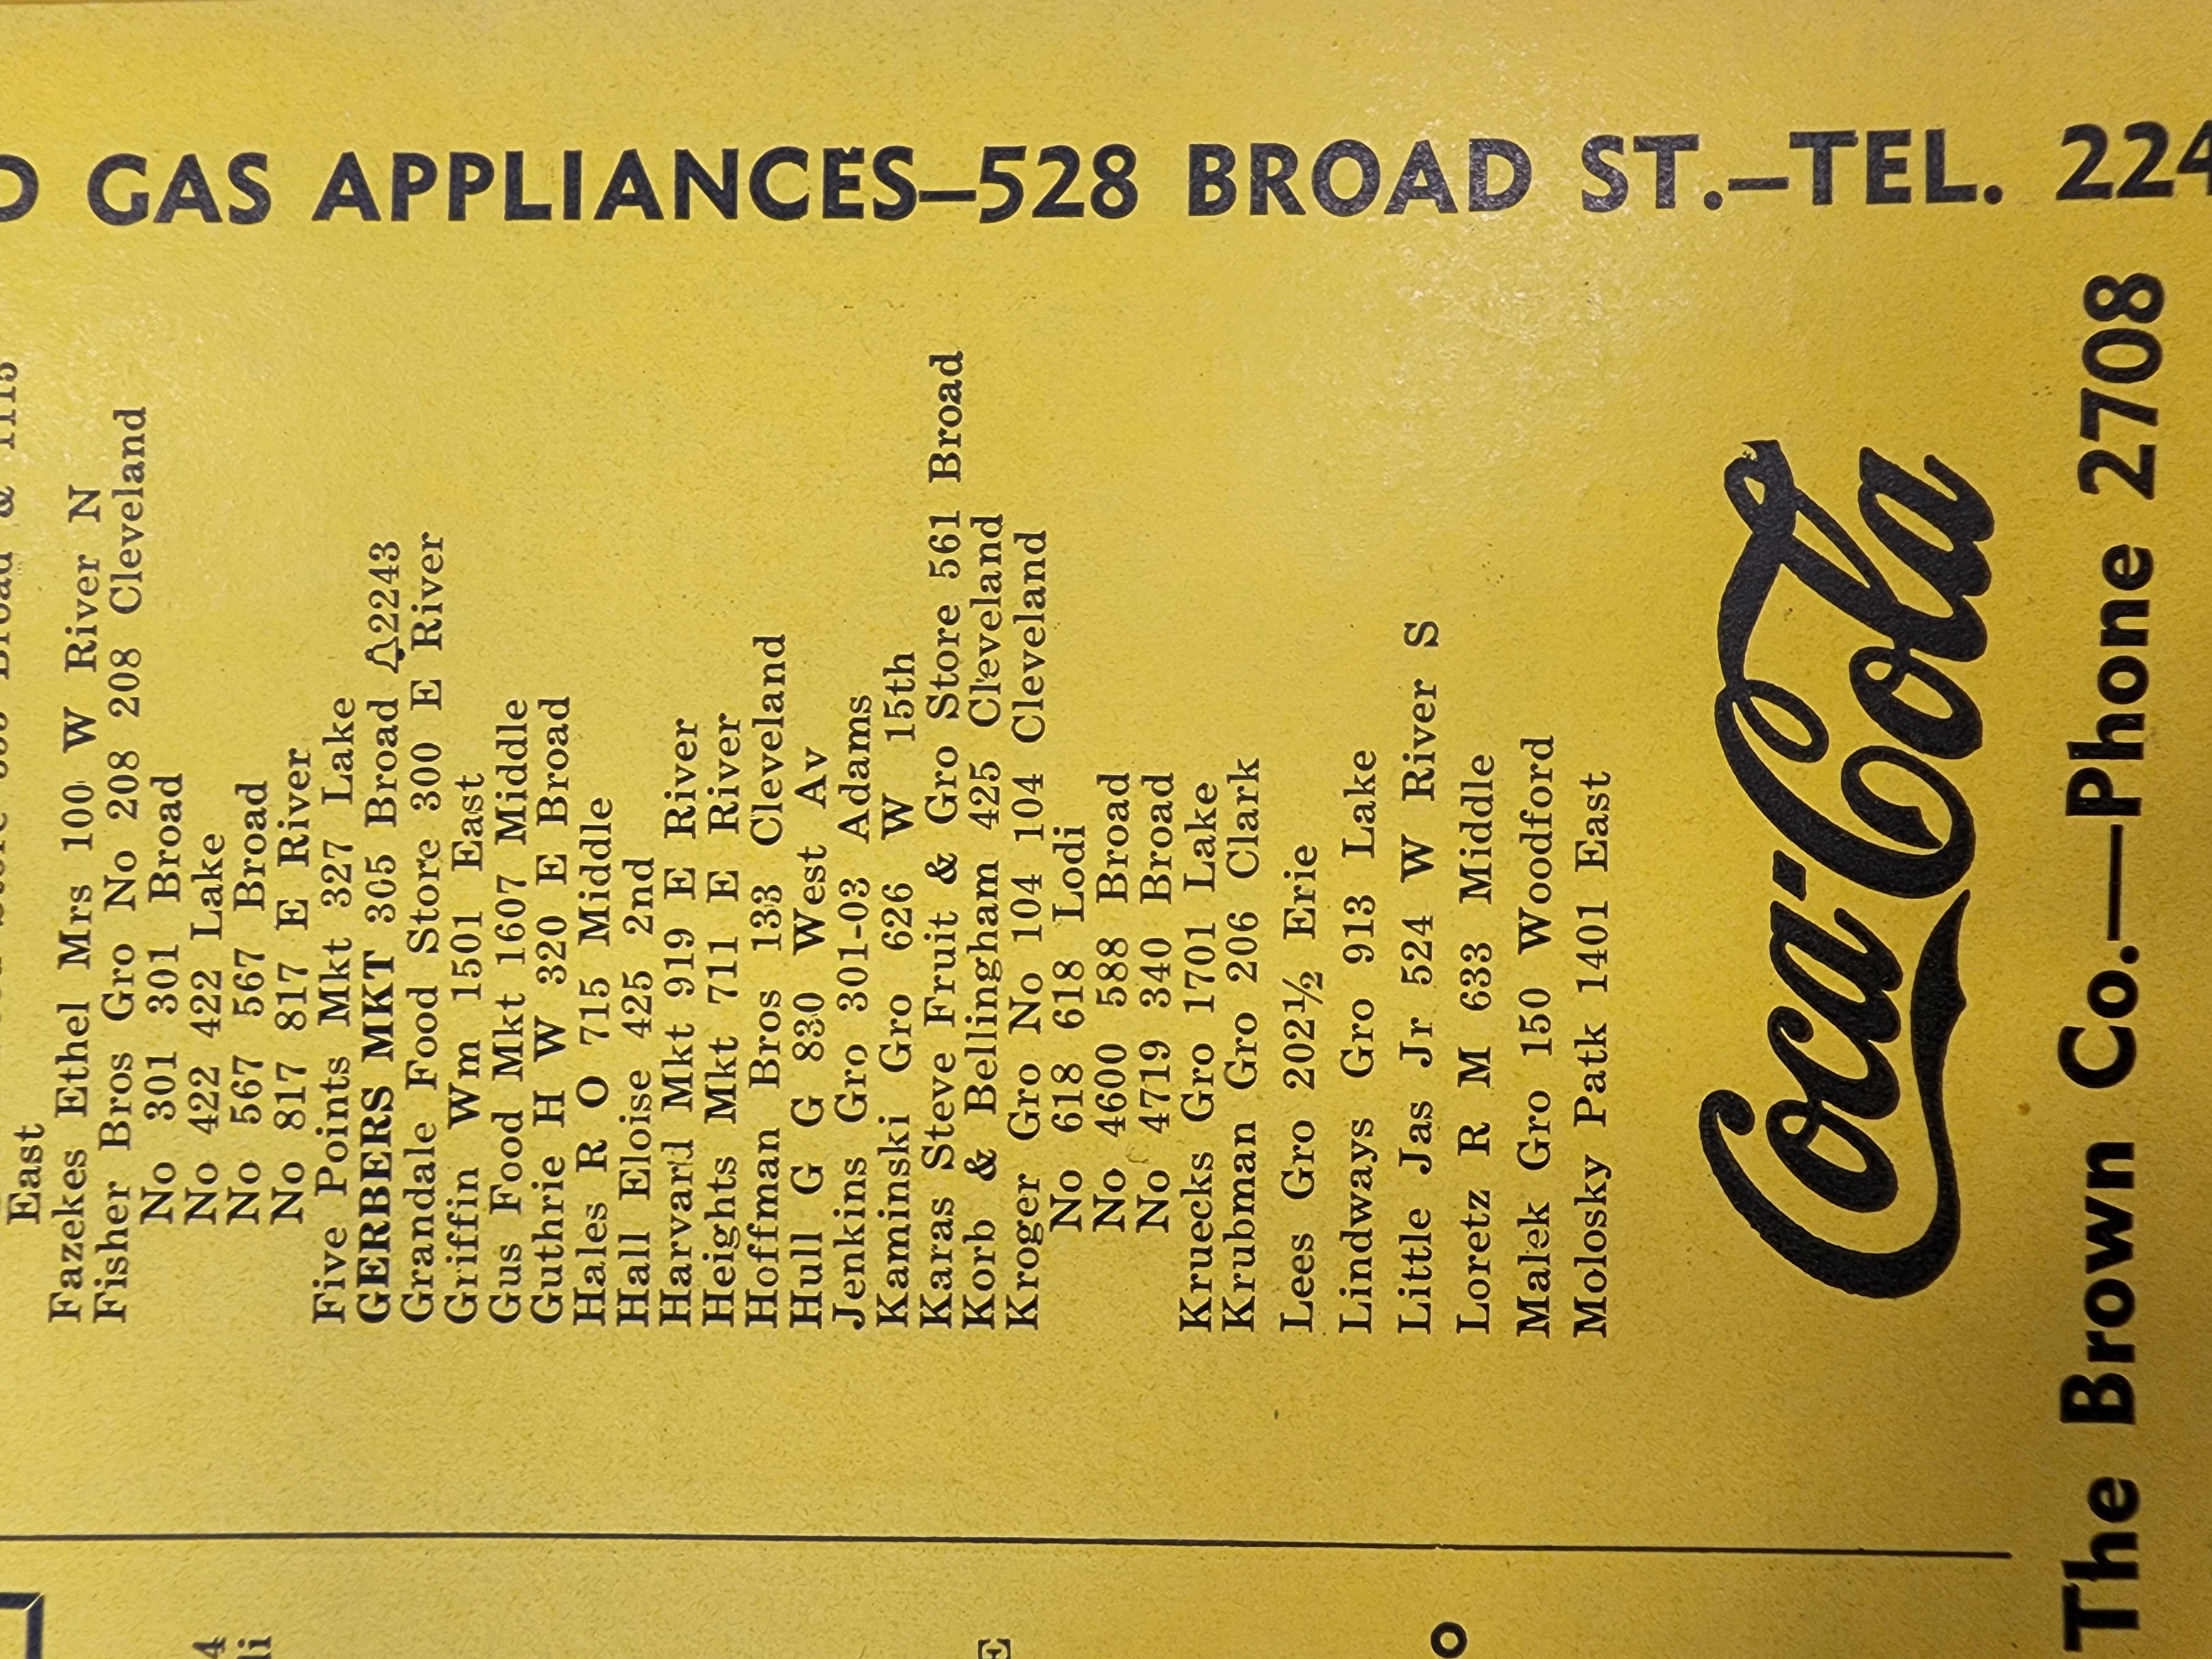 East
Fazekes Ethel Mrs 100 W River N
Fisher Bros Gro No 208 208 Cleveland
No 301 301 Broad
No 422 422 Lake
No 567 567 Broad
No 817 817 E River
Five Points Mkt 327 Lake
GERBERS MKT 305 Broad 2243
Grandale Food Store 300 E River
Griffin Wm 1501 East
Gus Food Mkt 1607 Middle
Guthrie H W 320 E Broad
Hales R O 715 Middle
Hall Eloise 425 2nd
Harvard Mkt 919 E River
Heights Mkt 711 E River
Hoffman Bros 133 Cleveland
Hull G G 830 West Av
Jenkins Gro 301-03 Adams
Kaminski Gro 626 W 15th
Karas Steve Fruit & Gro Store 561 Broad
Korb & Bellingham 425 Cleveland
Kroger Gro No 104 104 Cleveland
No 618 618 Lodi
No 4600 588 Broad
No 4719 340 Broad
Kruecks Gro 1701 Lake
Krubman Gro 206 Clark
Lees Gro 202½ Erie
Lindways Gro 913 Lake
Little Jas Jr 524 W River S
Loretz R M 633 Middle
Malek Gro 150 Woodford
Molosky Patk 1401 East
Coca-Cola
The Brown Co.—Phone 2708
GAS APPLIANCES—528 BROAD ST.—TEL. 224